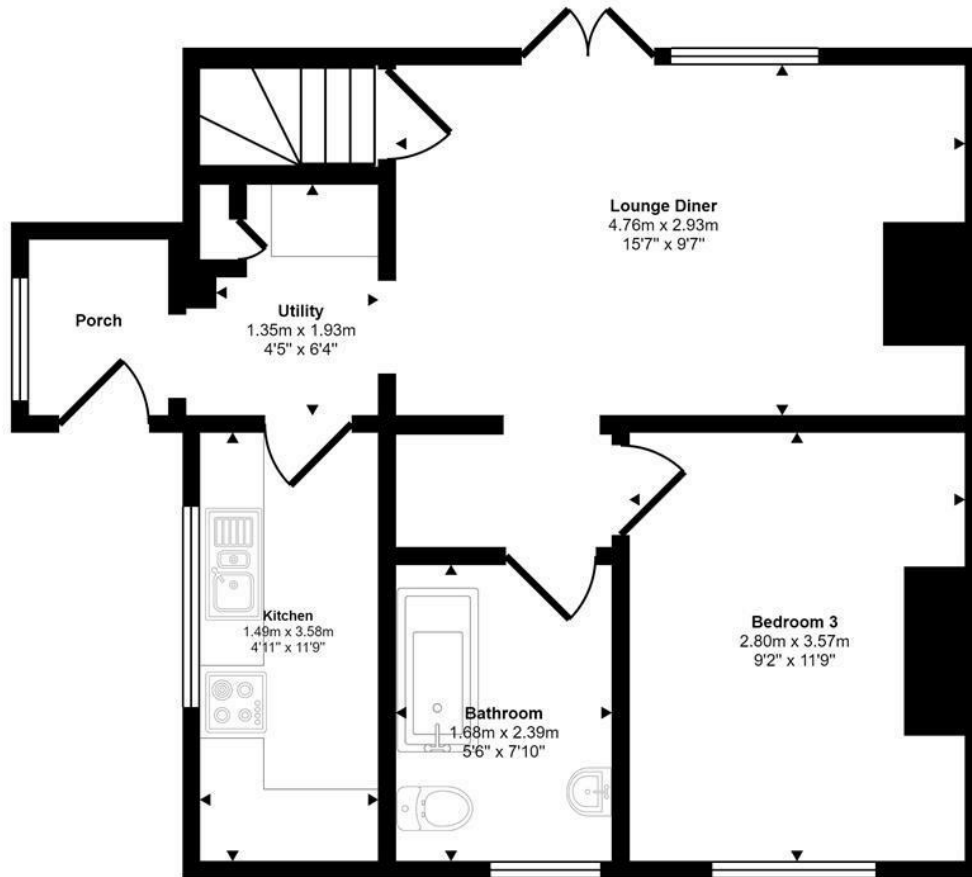 Lounge Diner
4.76m x 2.93m
15'7" x 9'7"
Porch
Utility
1.35m x 1.93m
4'5" x 6'4"
Kitchen
1.49m x 3.58m
4'11" x 11'9"
Bedroom 3
2.80m x 3.57m
9'2" x 11'9"
Bathroom
1.68m x 2.39m
5'6" x 7'10"